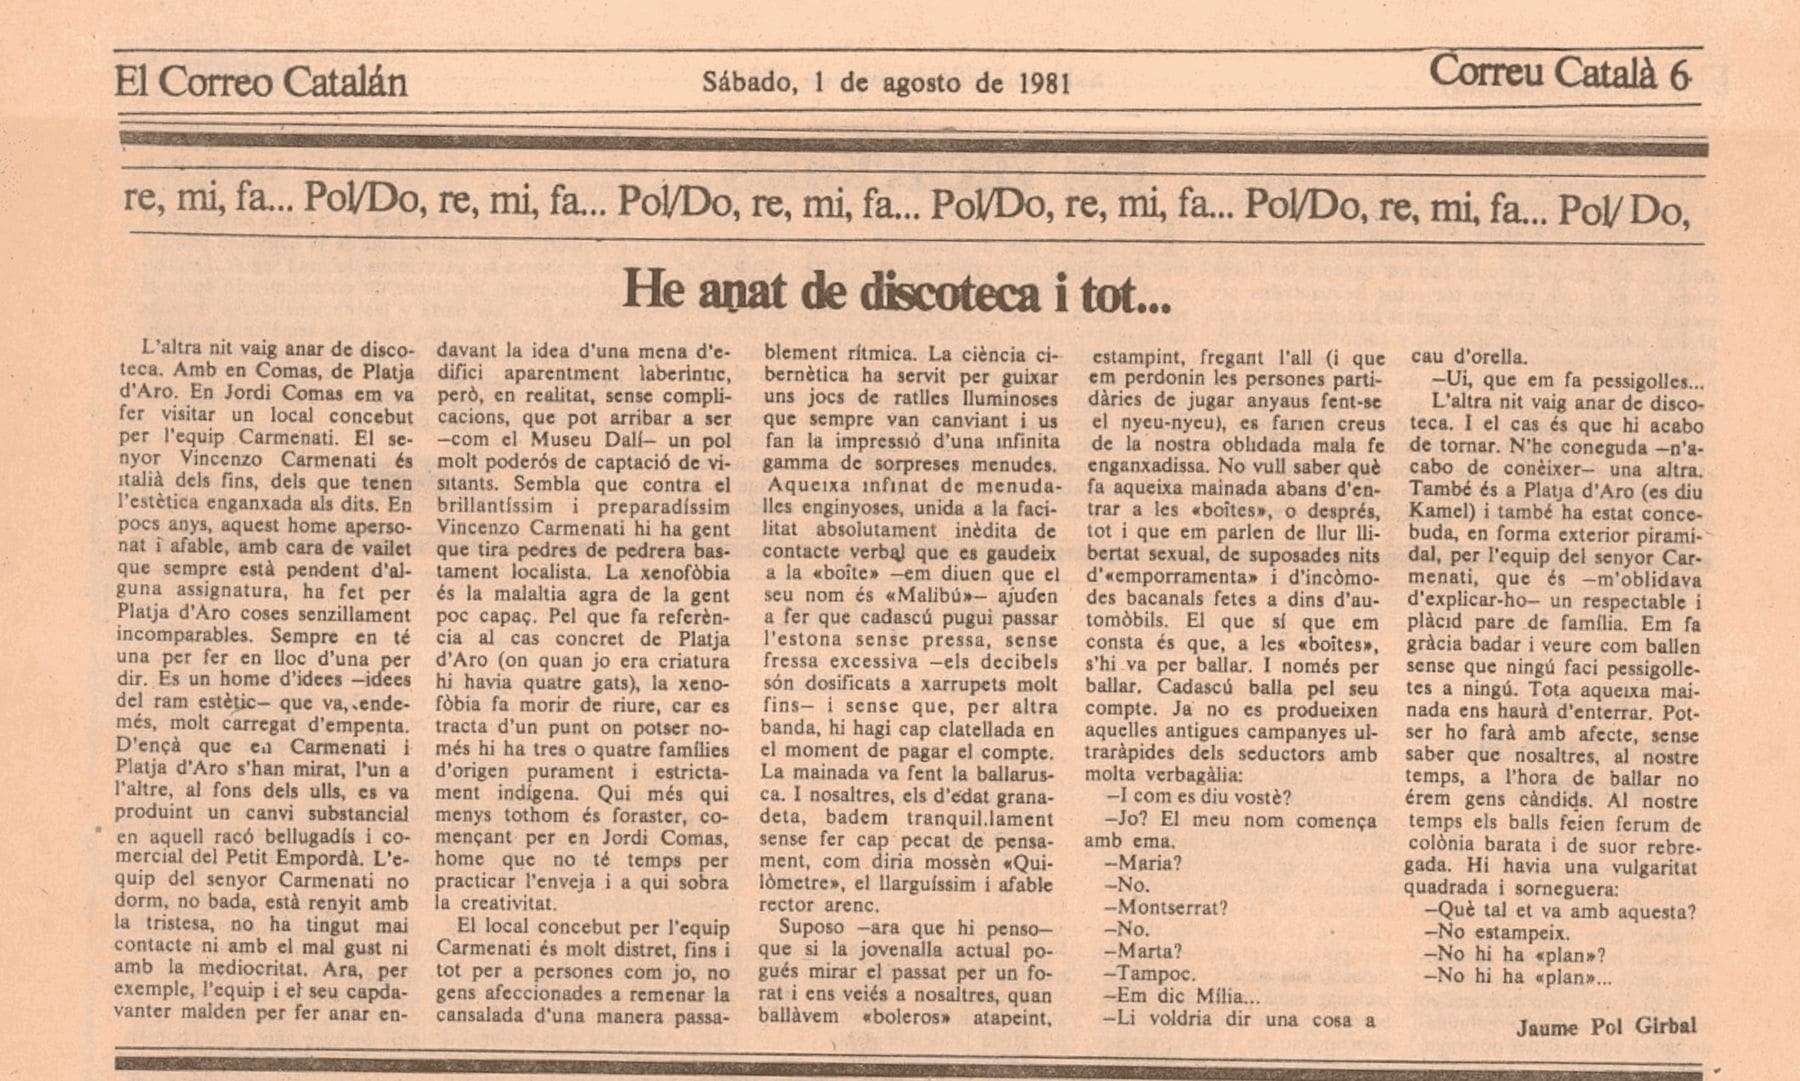 El Correo Catalán
Sábado, 1 de agosto de 1981
Correu Català 6
re, mi, fa... Pol/Do, re, mi, fa... Pol/Do, re, mi, fa... Pol/Do, re, mi, fa... Pol/Do, re, mi, fa... Pol/ Do,
He anat de discoteca i tot...
L'altra nit vaig anar de disco-
teca. Amb en Comas, de Platja
d'Aro. En Jordi Comas em va
fer visitar un local concebut
per l'equip Carmenati. El se-
nyor Vincenzo Carmenati és
italià dels fins, dels que tenen
l'estètica enganxada als dits. En
pocs anys, aquest home aperso-
nat i afable, amb cara de vailet
que sempre està pendent d'al-
guna assignatura, ha fet per
Platja d'Aro coses senzillament
incomparables. Sempre en té
una per fer en lloc d'una per
dir. Es un home d'idees —idees
del ram estètic— que va, ende-
més, molt carregat d'empenta.
D'ençà que en Carmenati i
Platja d'Aro s'han mirat, l'un a
l'altre, al fons dels ulls, es va
produint un canvi substancial
en aquell racó bellugadís i co-
mercial del Petit Empordà. L'e-
quip del senyor Carmenati no
dorm, no bada, està renyit amb
la tristesa, no ha tingut mai
contacte ni amb el mal gust ni
amb la mediocritat. Ara, per
exemple, l'equip i el seu capda-
vanter malden per fer anar en-
davant la idea d'una mena d'e-
difici aparentment laberintic,
però, en realitat, sense compli-
cacions, que pot arribar a ser
—com el Museu Dalí— un pol
molt poderós de captació de vi-
sitants. Sembla que contra el
brillantíssim i preparadíssim
Vincenzo Carmenati hi ha gent
que tira pedres de pedrera bas-
tament localista. La xenofòbia
és la malaltia agra de la gent
poc capaç. Pel que fa referèn-
cia al cas concret de Platja
d'Aro (on quan jo era criatura
hi havia quatre gats), la xeno-
fòbia fa morir de riure, car es
tracta d'un punt on potser no-
més hi ha tres o quatre famílies
d'origen purament i estricta-
ment indígena. Qui més qui
menys tothom és foraster, co-
mençant per en Jordi Comas,
home que no té temps per
practicar l'enveja i a qui sobra
la creativitat.
El local concebut per l'equip
Carmenati és molt distret, fins i
tot per a persones com jo, no
gens afeccionades a remenar la
cansalada d'una manera passa-
blement rítmica. La ciència ci-
bernètica ha servit per guixar
uns jocs de ratlles lluminoses
que sempre van canviant i us
fan la impressió d'una infinita
gamma de sorpreses menudes.
Aqueixa infinat de menuda-
lles enginyoses, unida a la faci-
litat absolutament inèdita de
contacte verbal que es gaudeix
a la «boîte» —em diuen que el
seu nom és «Malibú»— ajuden
a fer que cadascú pugui passar
l'estona sense pressa, sense
fressa excessiva —els decibels
són dosificats a xarrupets molt
fins— i sense que, per altra
banda, hi hagi cap clatellada en
el moment de pagar el compte.
La mainada va fent la ballarus-
ca. I nosaltres, els d'edat grana-
deta, badem tranquil.lament
sense fer cap pecat de pensa-
ment, com diria mossèn «Qui-
lòmetre», el llarguíssim i afable
rector arenc.
Suposo —ara que hi penso—
que si la jovenalla actual po-
gués mirar el passat per un fo-
rat i ens veiés a nosaltres, quan
ballàvem «boleros» atapeint,
estampint, fregant l'all (i que
em perdonin les persones parti-
dàries de jugar anyaus fent-se
el nyeu-nyeu), es farien creus
de la nostra oblidada mala fe
enganxadissa. No vull saber què
fa aqueixa mainada abans d'en-
trar a les «boîtes», o després,
tot i que em parlen de llur lli-
bertat sexual, de suposades nits
d'«emporramenta» i d'incòmo-
des bacanals fetes a dins d'au-
tomòbils. El que sí que em
consta és que, a les «boîtes»,
s'hi va per ballar. I només per
ballar. Cadascú balla pel seu
compte. Ja no es produeixen
aquelles antigues campanyes ul-
traràpides dels seductors amb
molta verbagàlia:
—I com es diu vostè?
—Jo? El meu nom comença
amb ema.
—Maria?
—No.
—Montserrat?
—No.
—Marta?
—Tampoc.
—Em dic Mília...
—Li voldria dir una cosa a
cau d'orella.
—Ui, que em fa pessigolles...
L'altra nit vaig anar de disco-
teca. I el cas és que hi acabo
de tornar. N'he coneguda —n'a-
cabo de conèixer— una altra.
També és a Platja d'Aro (es diu
Kamel) i també ha estat conce-
buda, en forma exterior pirami-
dal, per l'equip del senyor Car-
menati, que és —m'oblidava
d'explicar-ho— un respectable i
plàcid pare de família. Em fa
gràcia badar i veure com ballen
sense que ningú faci pessigolle-
tes a ningú. Tota aqueixa mai-
nada ens haurà d'enterrar. Pot-
ser ho farà amb afecte, sense
saber que nosaltres, al nostre
temps, a l'hora de ballar no
érem gens càndids. Al nostre
temps els balls feien ferum de
colònia barata i de suor rebre-
gada. Hi havia una vulgaritat
quadrada i sorneguera:
—Què tal et va amb aquesta?
—No estampeix.
—No hi ha «plan»?
—No hi ha «plan»...
Jaume Pol Girbal